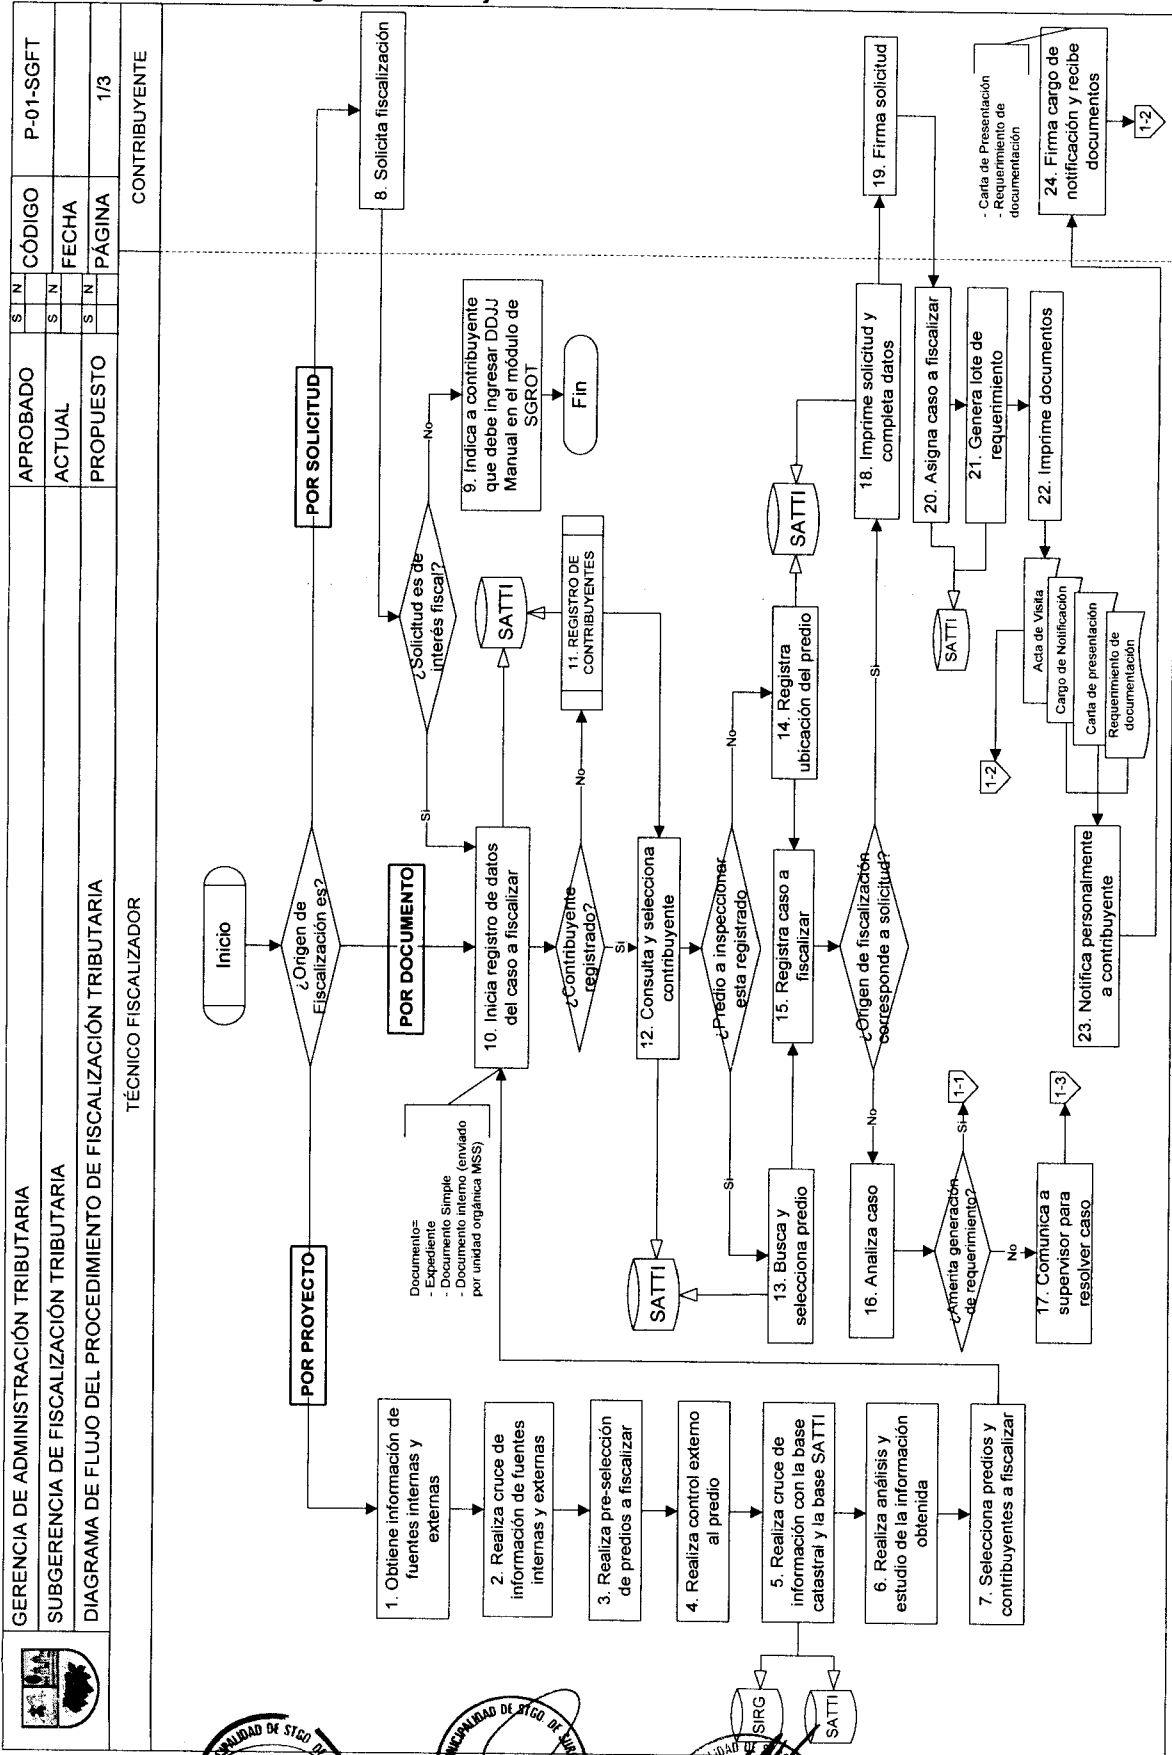 GERENCIA DE ADMINISTRACIÓN TRIBUTARIA
APROBADO
S
N
CÓDIGO
P-01-SGFT
SUBGERENCIA DE FISCALIZACIÓN TRIBUTARIA
ACTUAL
S
N
FECHA
DIAGRAMA DE FLUJO DEL PROCEDIMIENTO DE FISCALIZACIÓN TRIBUTARIA
PROPUESTO
S
N
PÁGINA
1/3
TÉCNICO FISCALIZADOR
CONTRIBUYENTE
Inicio
¿Origen de
Fiscalización es?
POR PROYECTO
POR DOCUMENTO
POR SOLICITUD
1. Obtiene información de
fuentes internas y
externas
2. Realiza cruce de
información de fuentes
internas y externas
3. Realiza pre-selección
de predios a fiscalizar
4. Realiza control externo
al predio
5. Realiza cruce de
información con la base
catastral y la base SATTI
SIRG
SATTI
6. Realiza análisis y
estudio de la información
obtenida
7. Selecciona predios y
contribuyentes a fiscalizar
8. Solicita fiscalización
¿Solicitud es de
interés fiscal?
No
Si
9. Indica a contribuyente
que debe ingresar DDJJ
Manual en el módulo de
SGROT
Fin
Documento=
- Expediente
- Documento Simple
- Documento interno (enviado
por unidad orgánica MSS)
10. Inicia registro de datos
del caso a fiscalizar
SATTI
¿Contribuyente
registrado?
No
Si
11. REGISTRO DE
CONTRIBUYENTES
12. Consulta y selecciona
contribuyente
SATTI
¿Predio a inspeccionar
esta registrado
Si
No
13. Busca y
selecciona predio
14. Registra
ubicación del predio
SATTI
15. Registra caso a
fiscalizar
¿Origen de fiscalización
corresponde a solicitud?
No
Si
16. Analiza caso
¿Amerita generación
de requerimiento?
Si
1-1
No
17. Comunica a
supervisor para
resolver caso
1-3
18. Imprime solicitud y
completa datos
19. Firma solicitud
20. Asigna caso a fiscalizar
21. Genera lote de
requerimiento
SATTI
22. Imprime documentos
Acta de Visita
Cargo de Notificación
Carta de presentación
Requerimiento de
documentación
1-2
23. Notifica personalmente
a contribuyente
- Carta de Presentación
- Requerimiento de
documentación
24. Firma cargo de
notificación y recibe
documentos
1-2